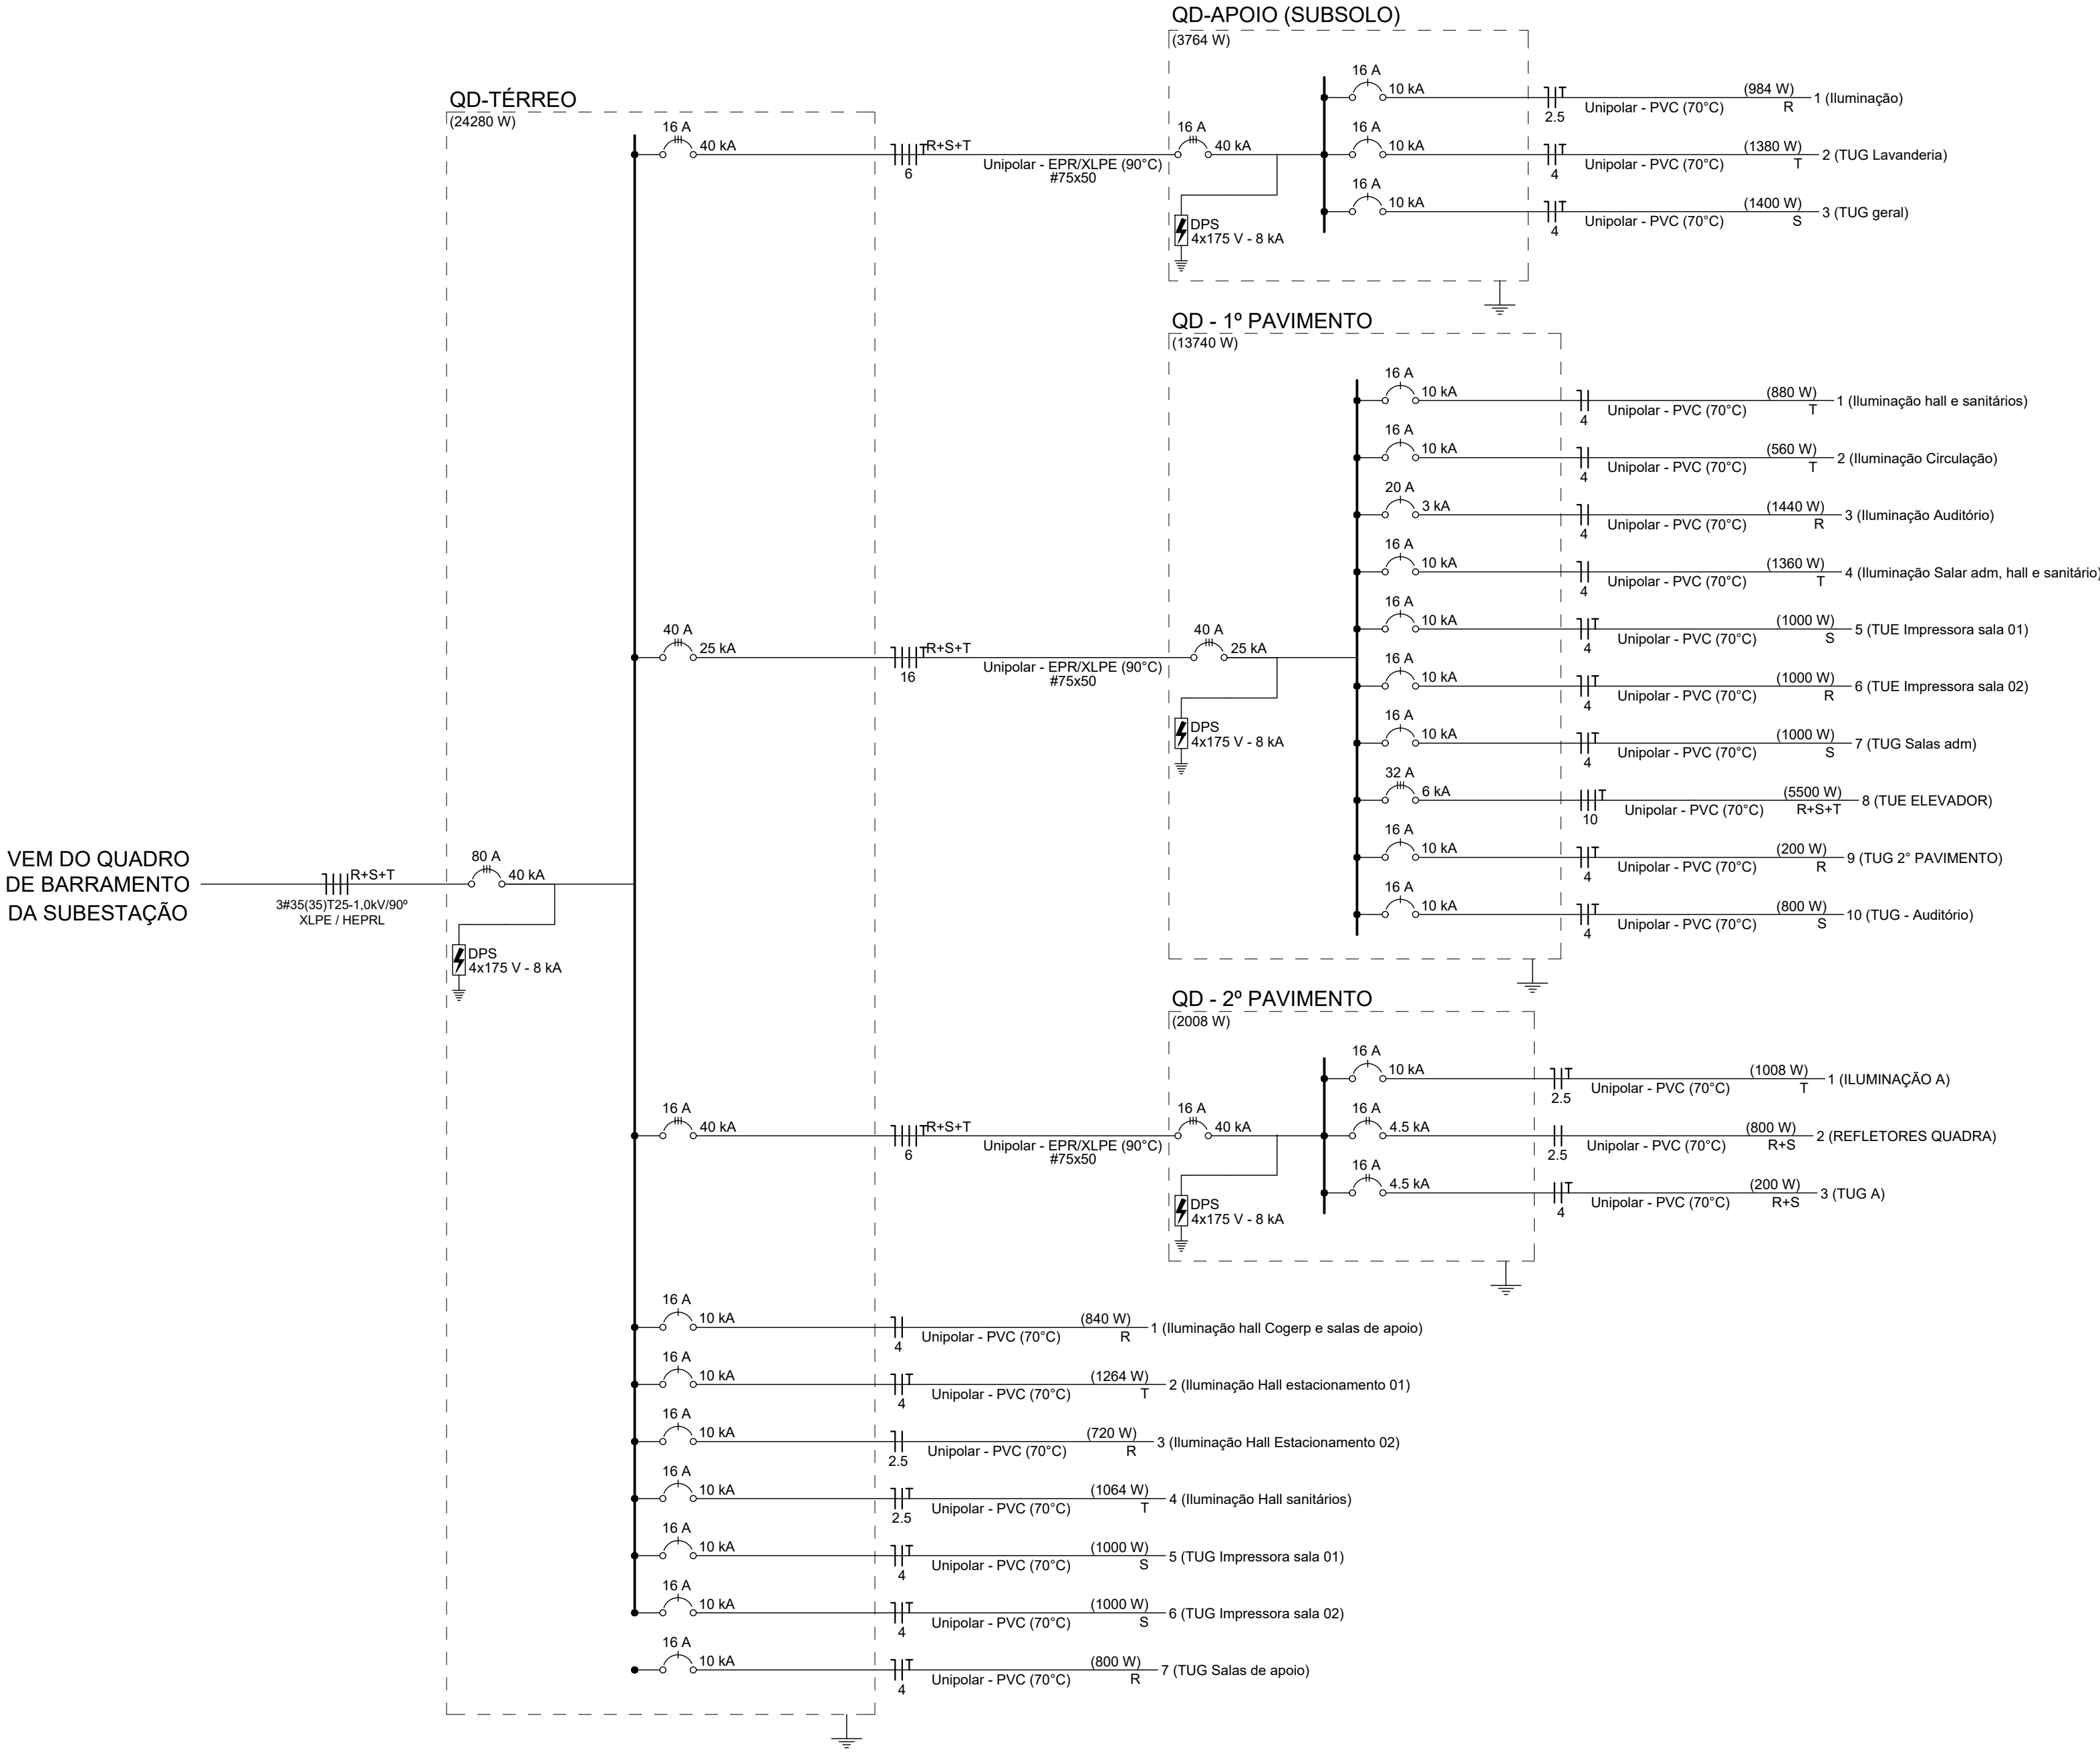 QD-APOIO (SUBSOLO)
(3764 W)
16 A
10 kA
2.5
T
Unipolar - PVC (70°C)
(984 W)
R
1 (Iluminação)
16 A
40 kA
16 A
10 kA
4
T
Unipolar - PVC (70°C)
(1380 W)
T
2 (TUG Lavanderia)
16 A
10 kA
4
T
Unipolar - PVC (70°C)
(1400 W)
S
3 (TUG geral)
DPS
4x175 V - 8 kA
QD-TÉRREO
(24280 W)
16 A
40 kA
T
R+S+T
6
Unipolar - EPR/XLPE (90°C)
#75x50
QD - 1º PAVIMENTO
(13740 W)
16 A
10 kA
4
Unipolar - PVC (70°C)
(880 W)
T
1 (Iluminação hall e sanitários)
16 A
10 kA
4
Unipolar - PVC (70°C)
(560 W)
T
2 (Iluminação Circulação)
20 A
3 kA
4
Unipolar - PVC (70°C)
(1440 W)
R
3 (Iluminação Auditório)
16 A
10 kA
4
Unipolar - PVC (70°C)
(1360 W)
T
4 (Iluminação Salar adm, hall e sanitário)
16 A
10 kA
4
T
Unipolar - PVC (70°C)
(1000 W)
S
5 (TUE Impressora sala 01)
40 A
25 kA
T
R+S+T
16
Unipolar - EPR/XLPE (90°C)
#75x50
40 A
25 kA
16 A
10 kA
4
T
Unipolar - PVC (70°C)
(1000 W)
R
6 (TUE Impressora sala 02)
DPS
4x175 V - 8 kA
16 A
10 kA
4
T
Unipolar - PVC (70°C)
(1000 W)
S
7 (TUG Salas adm)
32 A
6 kA
10
T
Unipolar - PVC (70°C)
(5500 W)
R+S+T
8 (TUE ELEVADOR)
16 A
10 kA
4
T
Unipolar - PVC (70°C)
(200 W)
R
9 (TUG 2° PAVIMENTO)
16 A
10 kA
4
T
Unipolar - PVC (70°C)
(800 W)
S
10 (TUG - Auditório)
VEM DO QUADRO
DE BARRAMENTO
DA SUBESTAÇÃO
R+S+T
3#35(35)T25-1,0kV/90º
XLPE / HEPRL
80 A
40 kA
DPS
4x175 V - 8 kA
QD - 2º PAVIMENTO
(2008 W)
16 A
10 kA
2.5
T
Unipolar - PVC (70°C)
(1008 W)
T
1 (ILUMINAÇÃO A)
16 A
40 kA
T
R+S+T
6
Unipolar - EPR/XLPE (90°C)
#75x50
16 A
40 kA
16 A
4.5 kA
2.5
Unipolar - PVC (70°C)
(800 W)
R+S
2 (REFLETORES QUADRA)
16 A
4.5 kA
4
T
Unipolar - PVC (70°C)
(200 W)
R+S
3 (TUG A)
DPS
4x175 V - 8 kA
16 A
10 kA
4
Unipolar - PVC (70°C)
(840 W)
R
1 (Iluminação hall Cogerp e salas de apoio)
16 A
10 kA
4
T
Unipolar - PVC (70°C)
(1264 W)
T
2 (Iluminação Hall estacionamento 01)
16 A
10 kA
2.5
Unipolar - PVC (70°C)
(720 W)
R
3 (Iluminação Hall Estacionamento 02)
16 A
10 kA
2.5
T
Unipolar - PVC (70°C)
(1064 W)
T
4 (Iluminação Hall sanitários)
16 A
10 kA
4
T
Unipolar - PVC (70°C)
(1000 W)
S
5 (TUG Impressora sala 01)
16 A
10 kA
4
T
Unipolar - PVC (70°C)
(1000 W)
S
6 (TUG Impressora sala 02)
16 A
10 kA
4
T
Unipolar - PVC (70°C)
(800 W)
R
7 (TUG Salas de apoio)